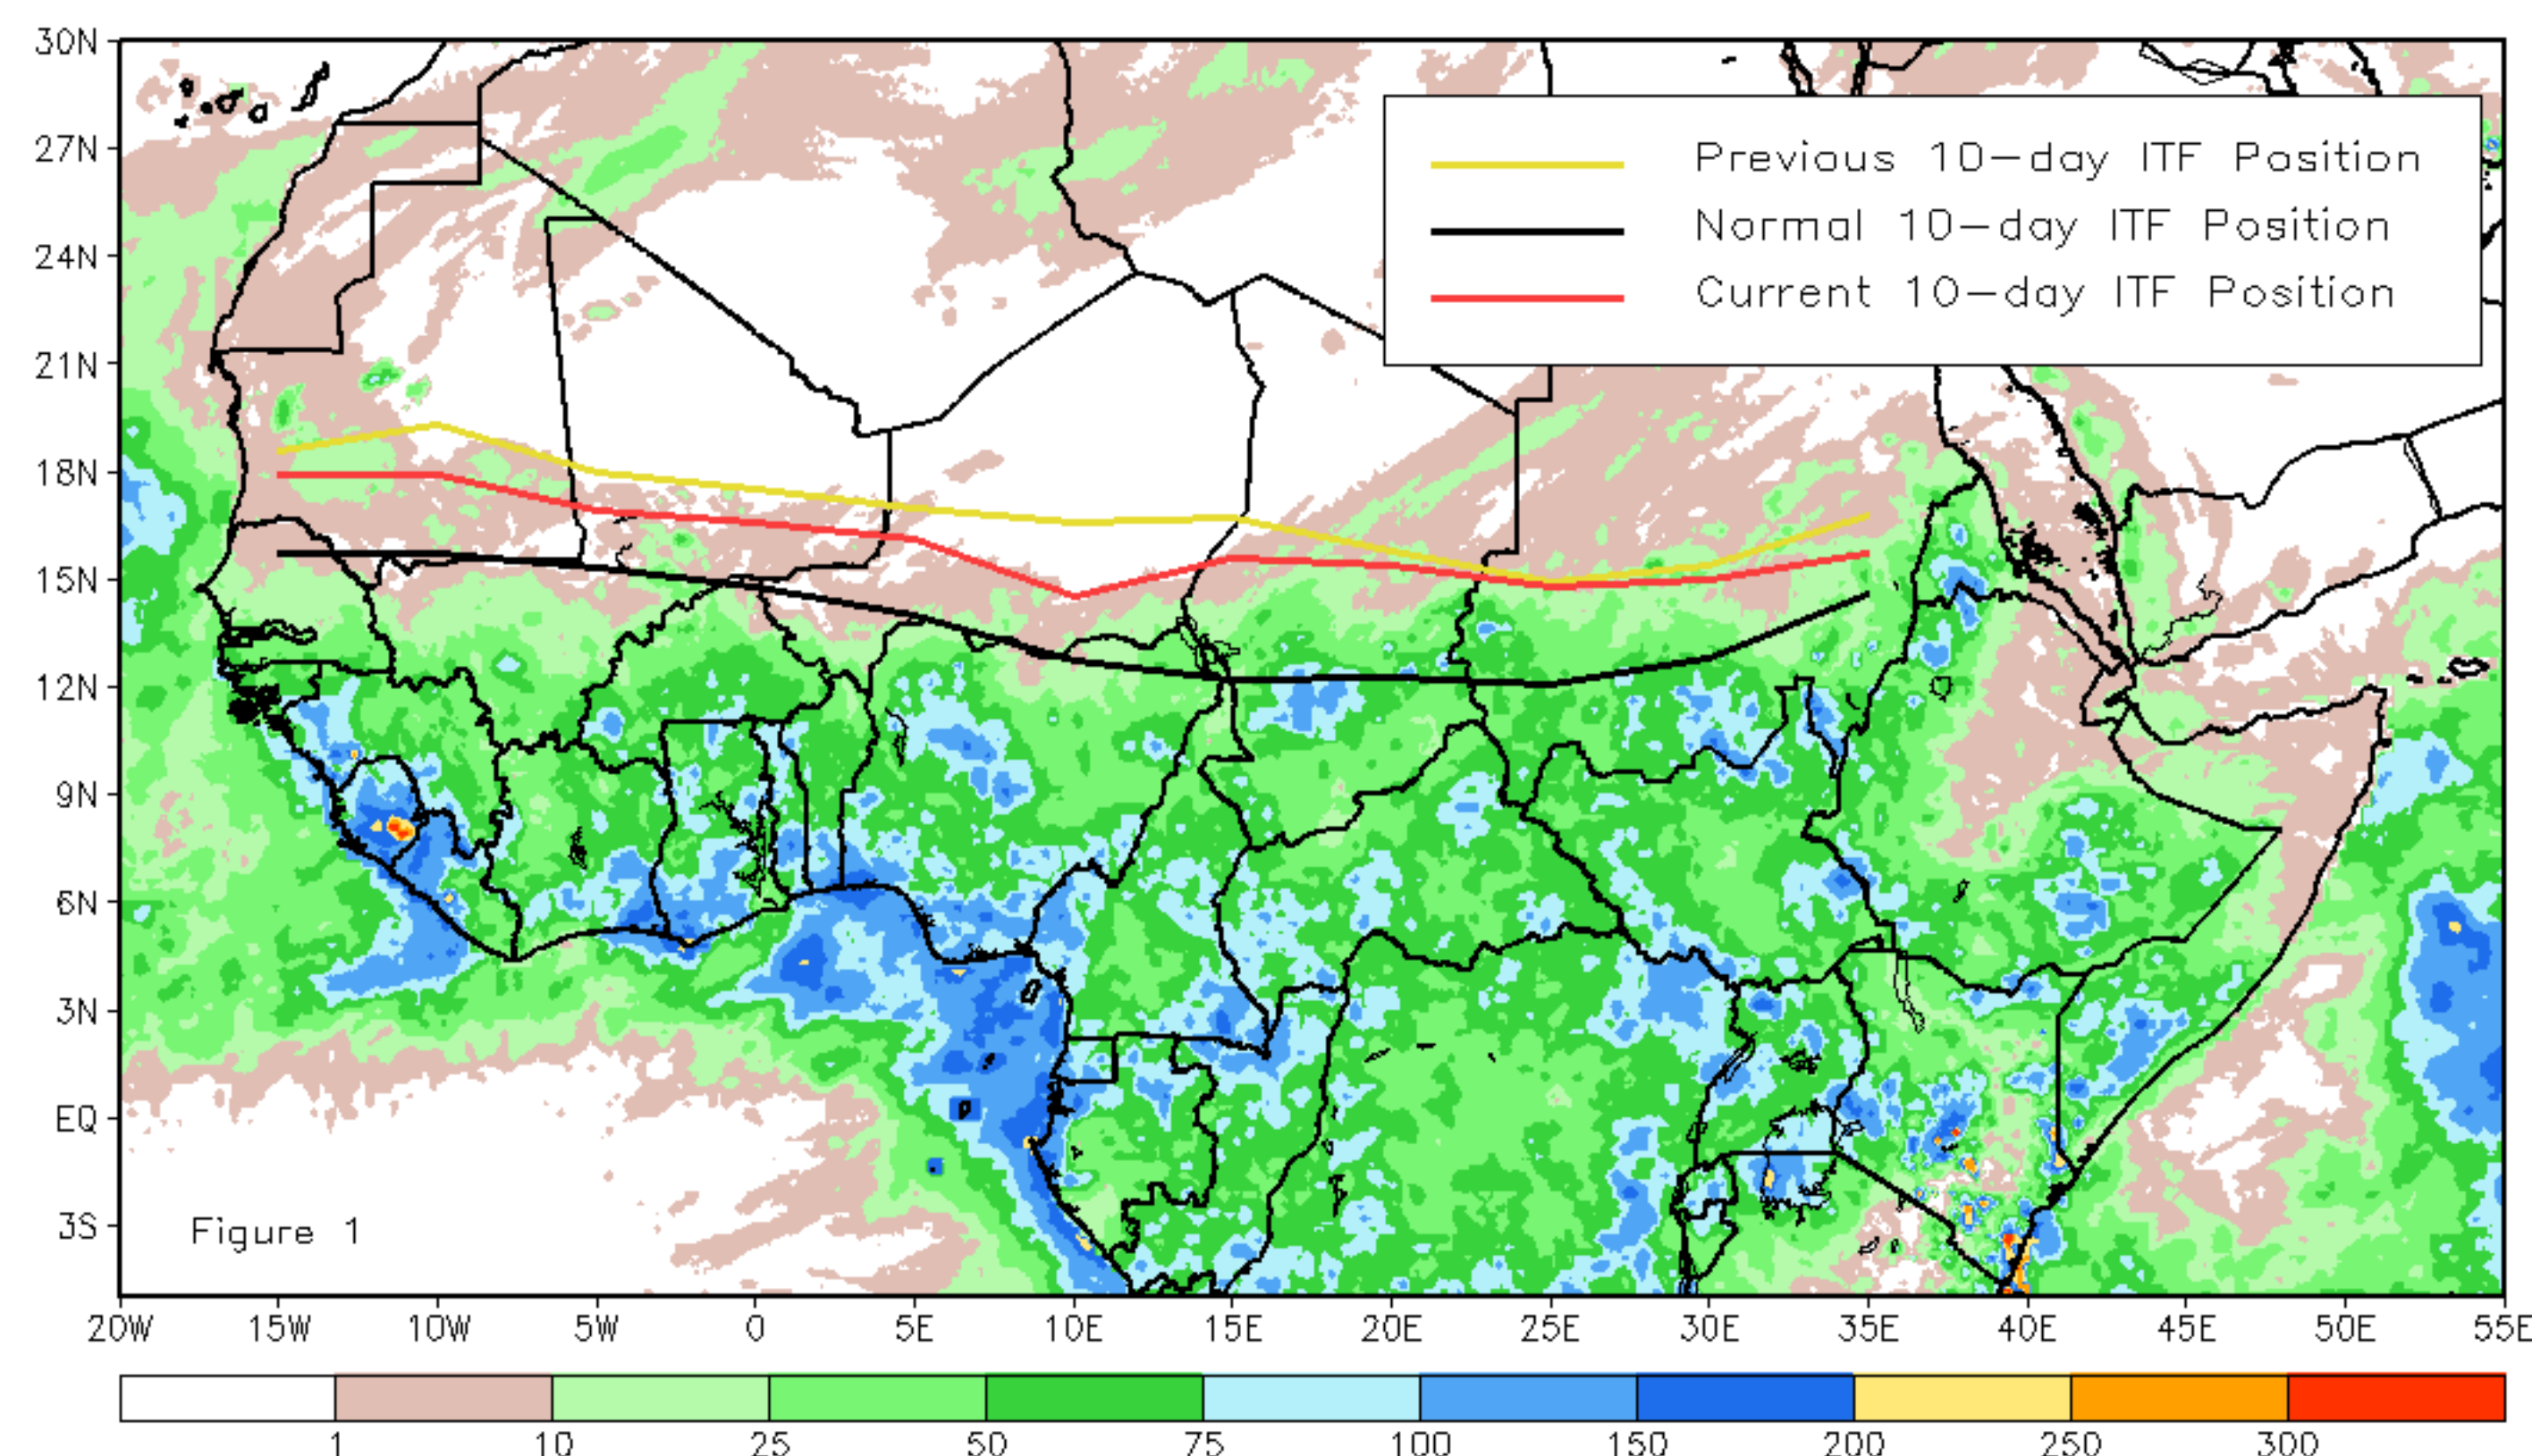 30N
27N
24N
21N
18N
15N
12N
9N
6N
3N
EQ
3S
Previous 10-day ITF Position
Normal 10-day ITF Position
Current 10-day ITF Position
Figure 1
20W 15W 10W 5W 0 5E 10E 15E 20E 25E 30E 35E 40E 45E 50E 55E
1 10 25 50 75 100 150 200 250 300